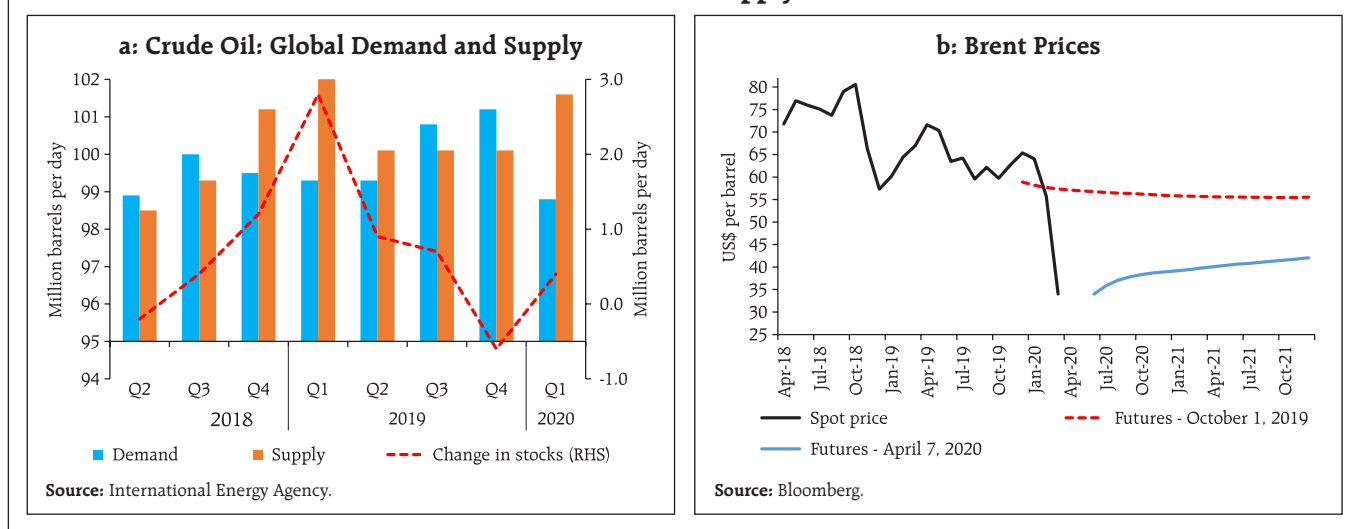 a: Crude Oil: Global Demand and Supply
Million barrels per day
102
101
100
99
98
97
96
95
94
3.0
2.0
1.0
0.0
-1.0
Million barrels per day
Q2 Q3 Q4 Q1 Q2 Q3 Q4 Q1
2018 2019 2020
Demand Supply Change in stocks (RHS)
Source: International Energy Agency.
b: Brent Prices
US$ per barrel
80
75
70
65
60
55
50
45
40
35
30
25
Apr-18 Jul-18 Oct-18 Jan-19 Apr-19 Jul-19 Oct-19 Jan-20 Apr-20 Jul-20 Oct-20 Jan-21 Apr-21 Jul-21 Oct-21
Spot price Futures - October 1, 2019
Futures - April 7, 2020
Source: Bloomberg.